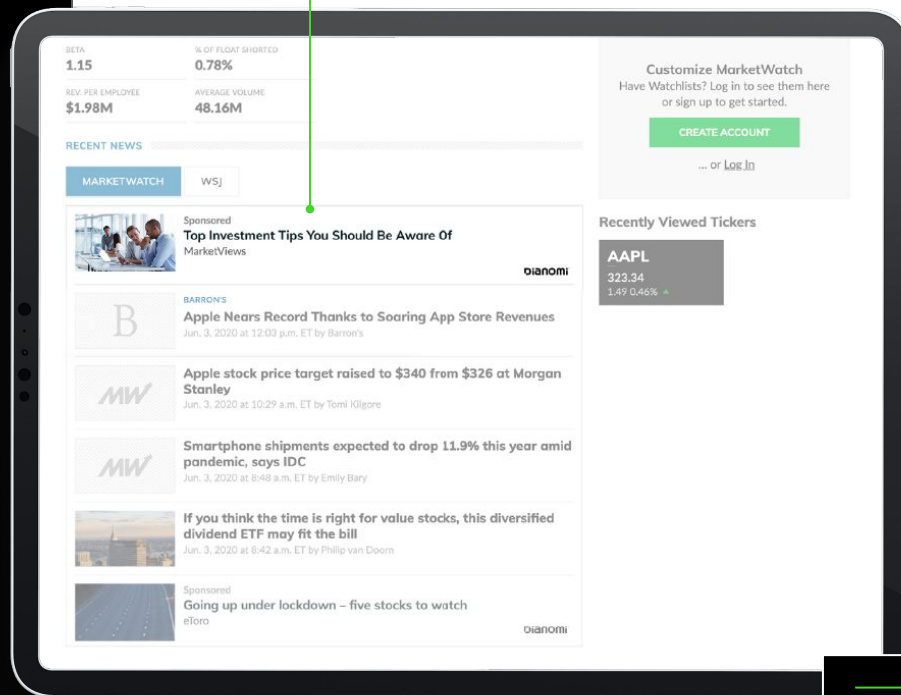 BETA
1.15
% OF FLOAT SHORTED
0.78%
REV. PER EMPLOYEE
$1.98M
AVERAGE VOLUME
48.16M
RECENT NEWS
MARKETWATCH
WSJ
Sponsored
Top Investment Tips You Should Be Aware Of
MarketViews
bianomi
B
BARRON'S
Apple Nears Record Thanks to Soaring App Store Revenues
Jun. 3, 2020 at 12:03 p.m. ET by Barron's
MW
Apple stock price target raised to $340 from $326 at Morgan
Stanley
Jun. 3, 2020 at 10:29 a.m. ET by Tomi Kilgore
MW
Smartphone shipments expected to drop 11.9% this year amid
pandemic, says IDC
Jun. 3, 2020 at 8:48 a.m. ET by Emily Bary
If you think the time is right for value stocks, this diversified
dividend ETF may fit the bill
Jun. 3, 2020 at 8:42 a.m. ET by Philip van Doorn
Sponsored
Going up under lockdown – five stocks to watch
eToro
bianomi
Customize MarketWatch
Have Watchlists? Log in to see them here
or sign up to get started.
CREATE ACCOUNT
... or Log In
Recently Viewed Tickers
AAPL
323.34
1.49 0.46%